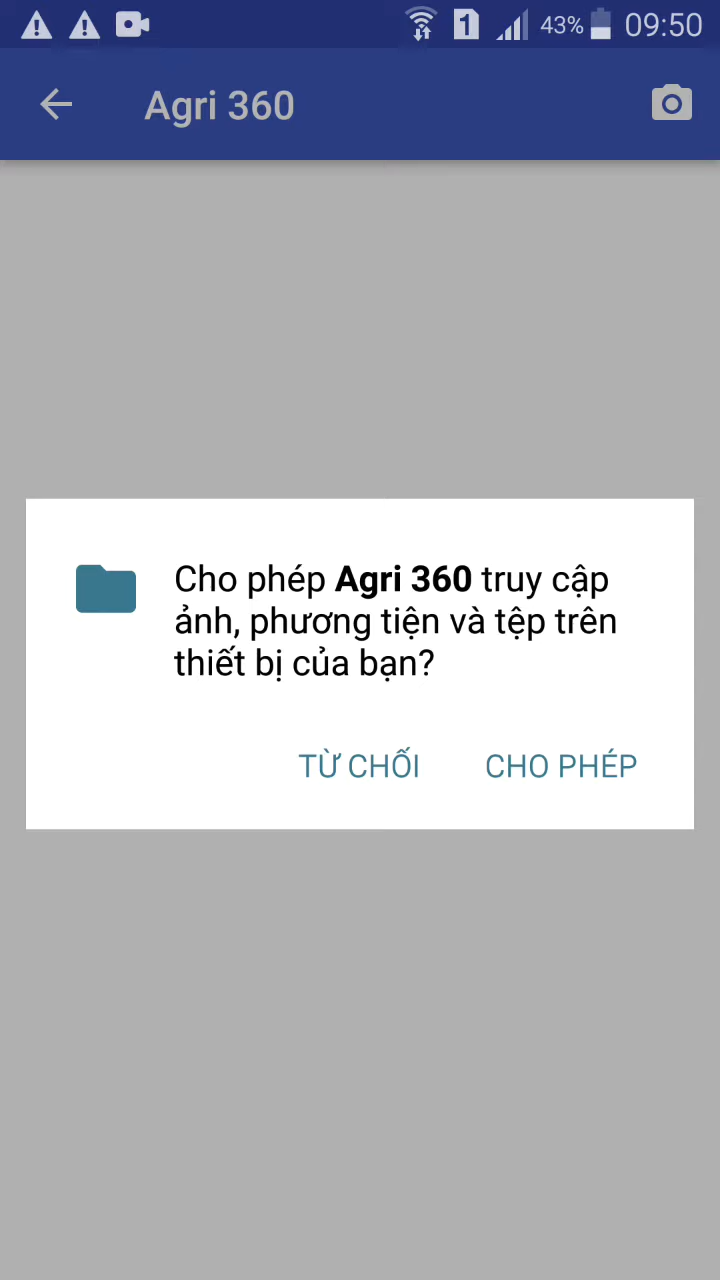 1 43% 09:50
Agri 360
Cho phép Agri 360 truy cập
ảnh, phương tiện và tệp trên
thiết bị của bạn?
TỪ CHỐI CHO PHÉP